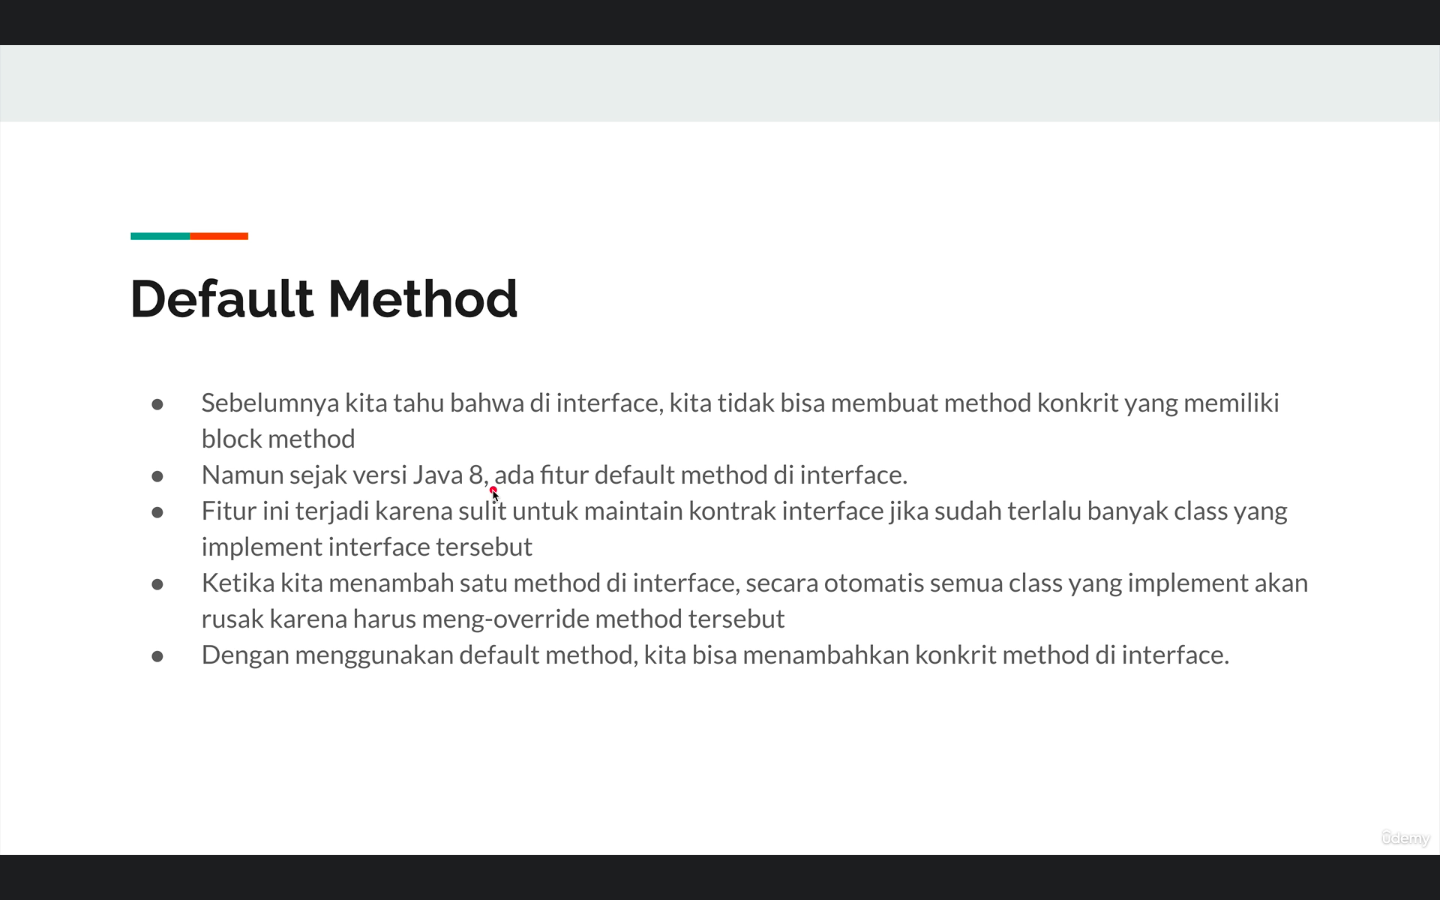 Default Method
● Sebelumnya kita tahu bahwa di interface, kita tidak bisa membuat method konkrit yang memiliki
block method
● Namun sejak versi Java 8, ada fitur default method di interface.
● Fitur ini terjadi karena sulit untuk maintain kontrak interface jika sudah terlalu banyak class yang
implement interface tersebut
● Ketika kita menambah satu method di interface, secara otomatis semua class yang implement akan
rusak karena harus meng-override method tersebut
● Dengan menggunakan default method, kita bisa menambahkan konkrit method di interface.
ûdemy